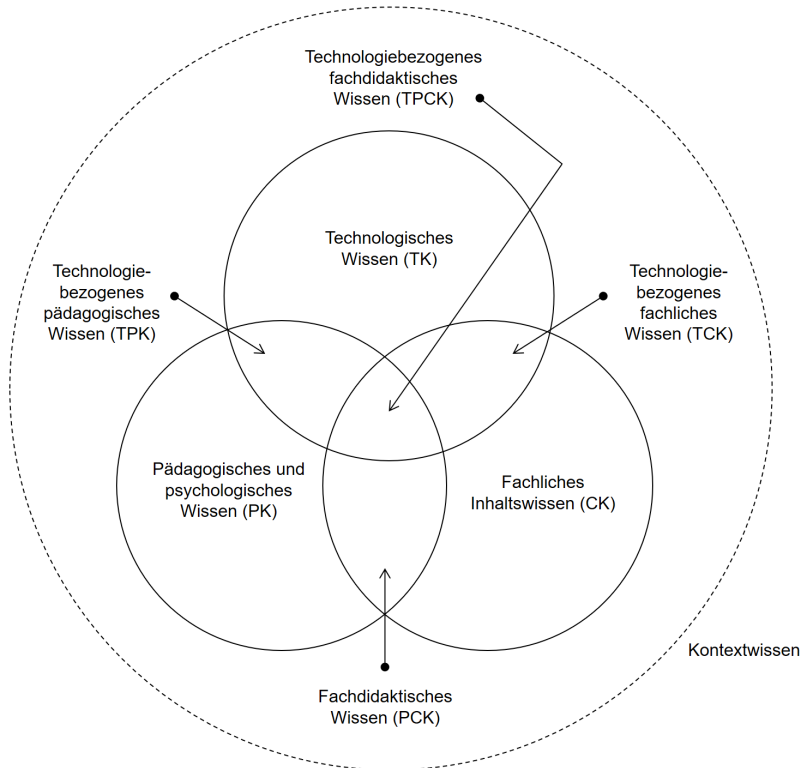 Technologiebezogenes
fachdidaktisches
Wissen (TPCK)
Technologisches
Wissen (TK)
Technologie-
bezogenes
pädagogisches
Wissen (TPK)
Technologie-
bezogenes
fachliches
Wissen (TCK)
Pädagogisches und
psychologisches
Wissen (PK)
Fachliches
Inhaltswissen (CK)
Kontextwissen
Fachdidaktisches
Wissen (PCK)